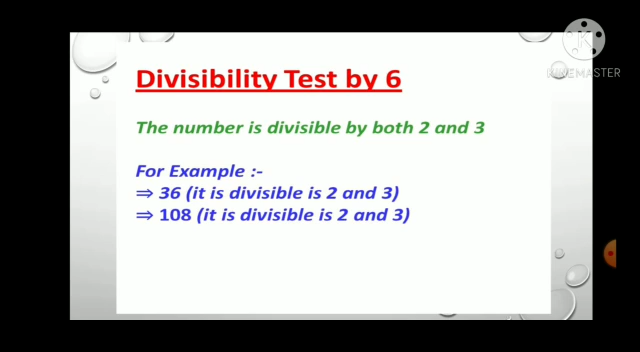 KINEMASTER
Divisibility Test by 6
The number is divisible by both 2 and 3
For Example :-
⇒ 36 (it is divisible is 2 and 3)
⇒ 108 (it is divisible is 2 and 3)